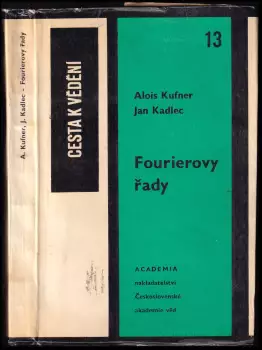 A. Kufner, J. Kadlec - Fourierovy řady
CESTA K VĚDĚNÍ
13
Alois Kufner
Jan Kadlec
Fourierovy
řady
ACADEMIA
nakladatelství
Československé
akademie věd